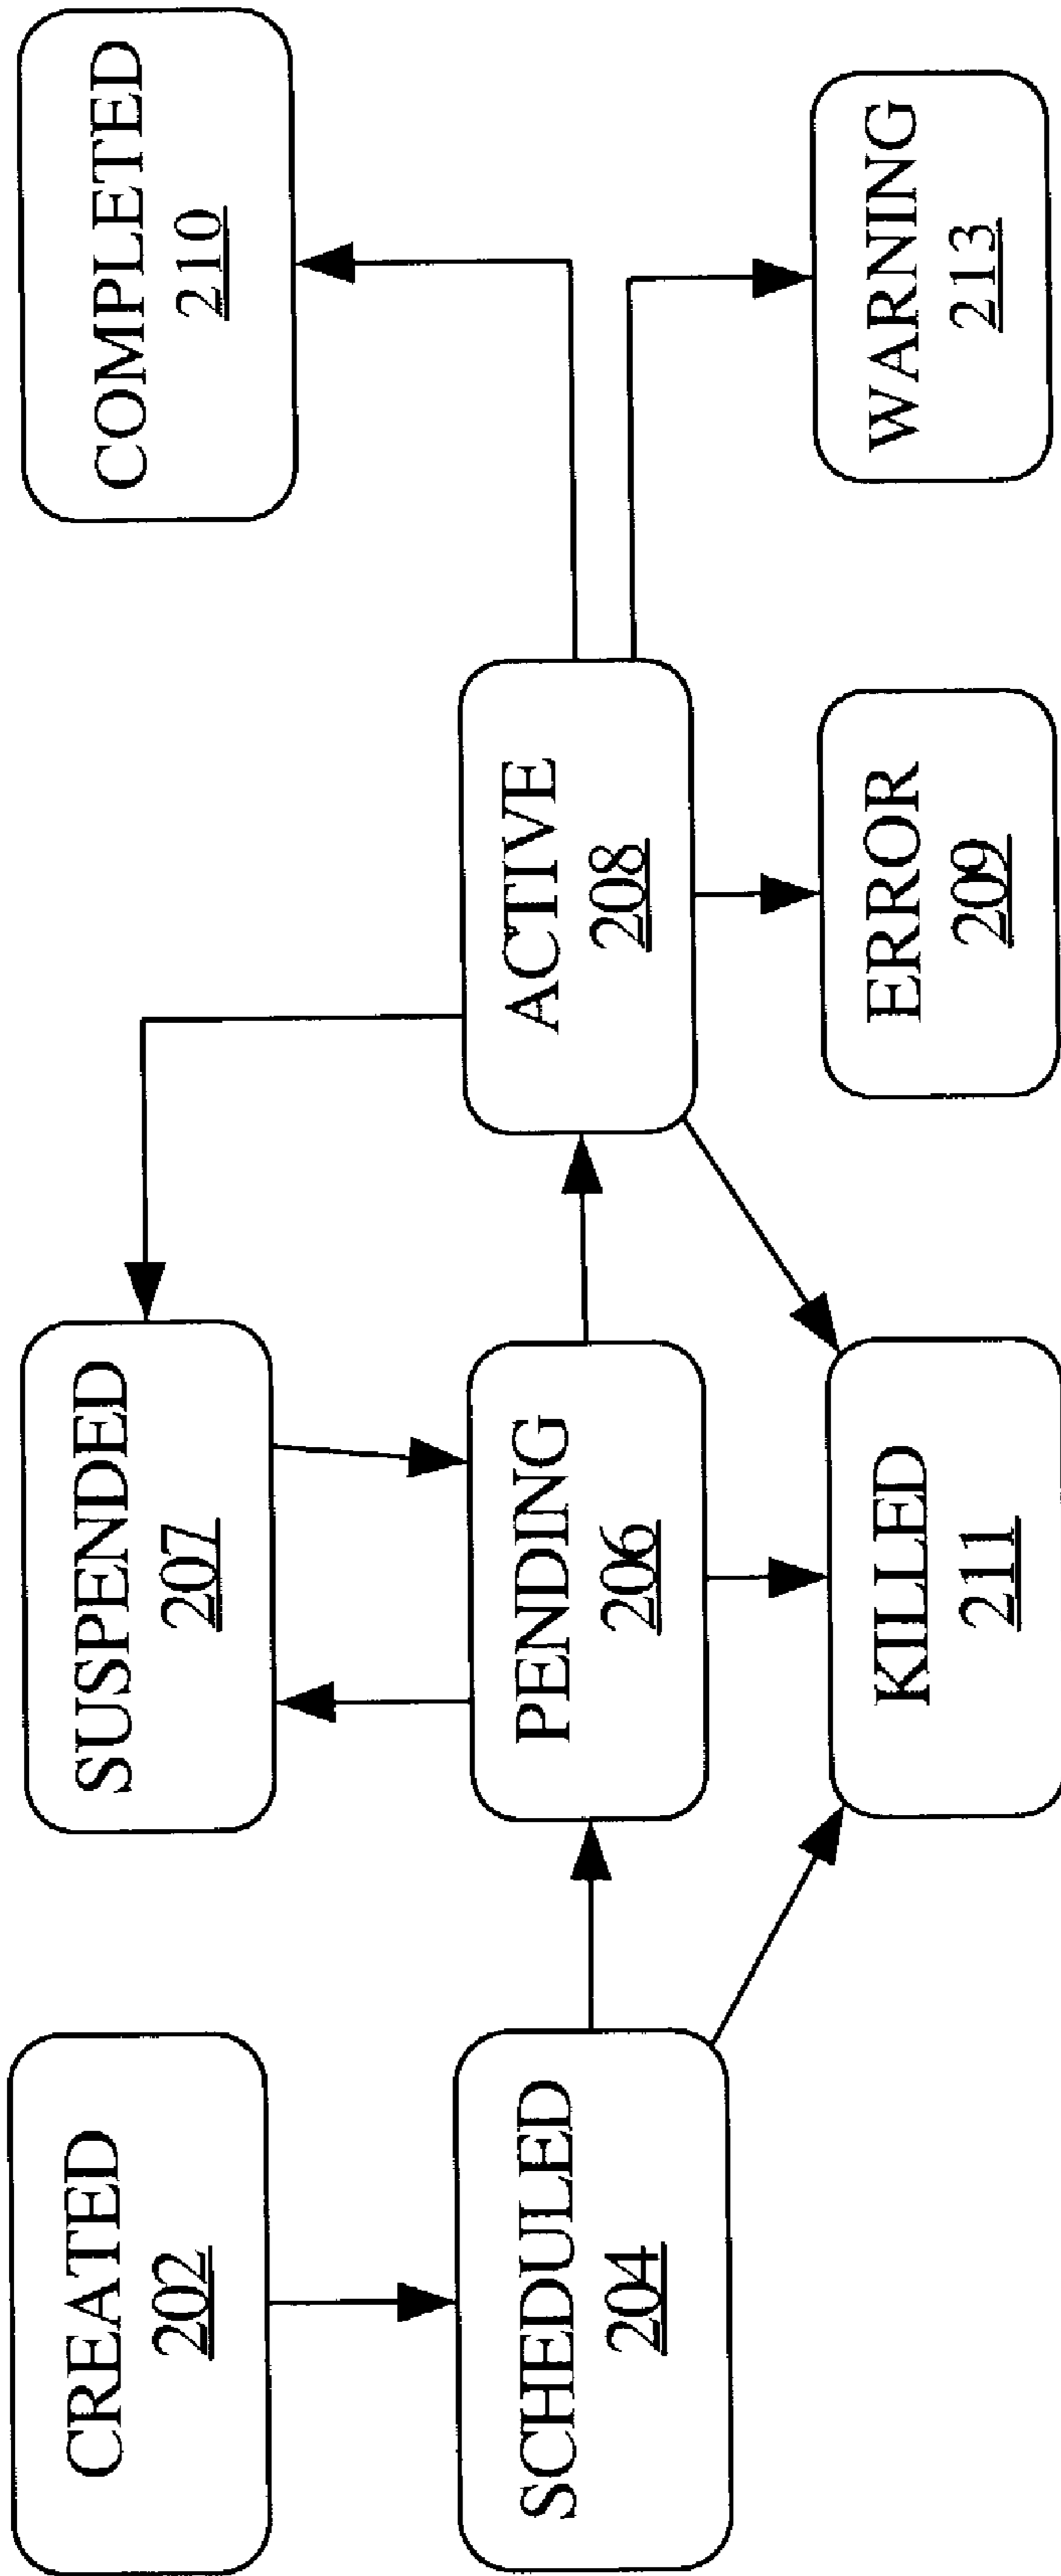 CREATED
202
SUSPENDED
207
COMPLETED
210
SCHEDULED
204
PENDING
206
ACTIVE
208
KILLED
211
ERROR
209
WARNING
213